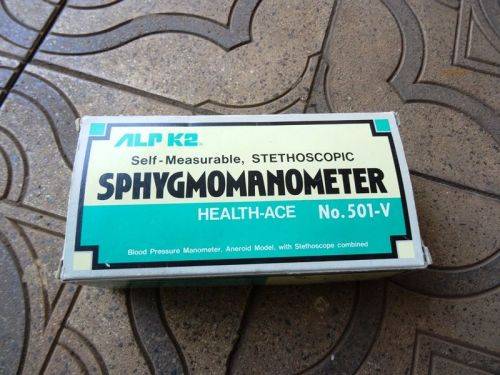 ALP K2
Self-Measurable, STETHOSCOPIC
SPHYGMOMANOMETER
HEALTH-ACE No.501-V
Blood Pressure Manometer, Aneroid Model, with Stethoscope combined